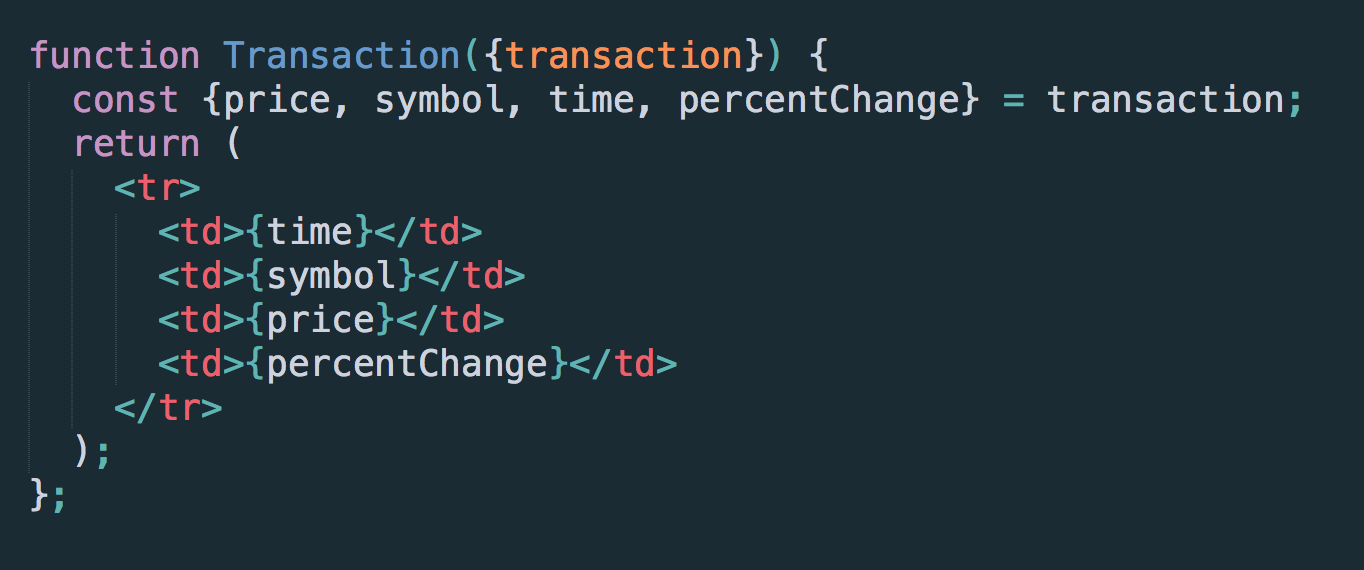 function Transaction({transaction}) {
  const {price, symbol, time, percentChange} = transaction;
  return (
    <tr>
      <td>{time}</td>
      <td>{symbol}</td>
      <td>{price}</td>
      <td>{percentChange}</td>
    </tr>
  );
};